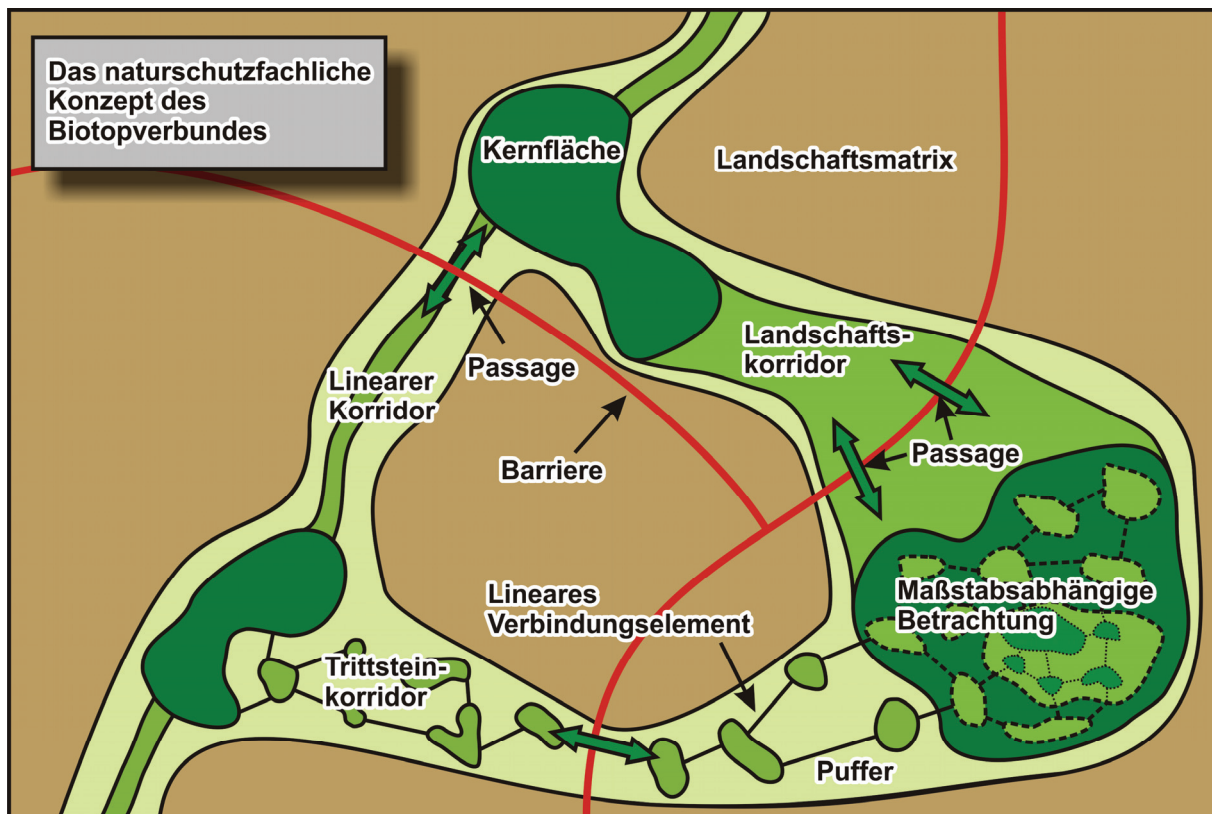 Das naturschutzfachliche
Konzept des
Biotopverbundes
Kernfläche
Landschaftsmatrix
Landschafts-
korridor
Passage
Linearer
Korridor
Barriere
Passage
Lineares
Verbindungselement
Maßstabsabhängige
Betrachtung
Trittstein-
korridor
Puffer